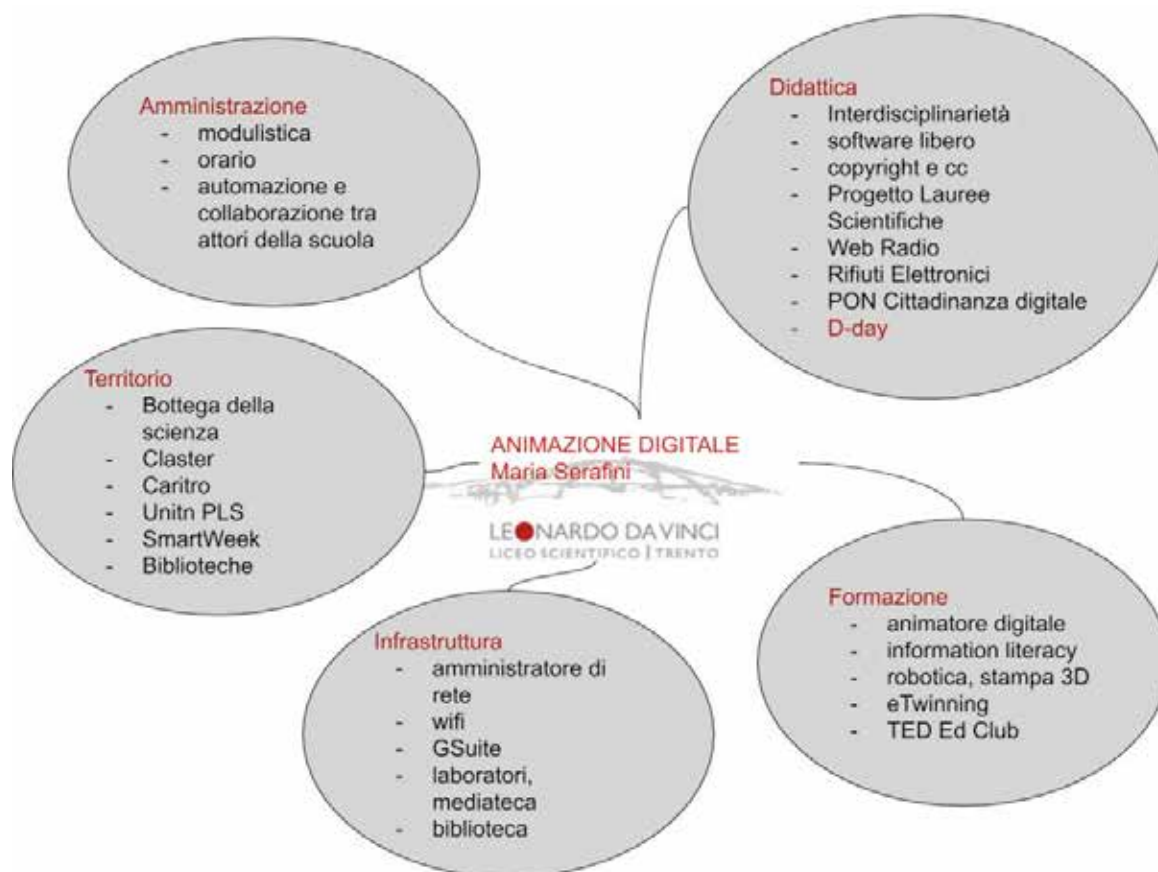 Amministrazione
- modulistica
- orario
- automazione e
collaborazione tra
attori della scuola
Didattica
- Interdisciplinarietà
- software libero
- copyright e cc
- Progetto Lauree
Scientifiche
- Web Radio
- Rifiuti Elettronici
- PON Cittadinanza digitale
- D-day
Territorio
- Bottega della
scienza
- Claster
- Caritro
- Unitn PLS
- SmartWeek
- Biblioteche
ANIMAZIONE DIGITALE
Maria Serafini
LEONARDO DA VINCI
LICEO SCIENTIFICO | TRENTO
Infrastruttura
- amministratore di
rete
- wifi
- GSuite
- laboratori,
mediateca
- biblioteca
Formazione
- animatore digitale
- information literacy
- robotica, stampa 3D
- eTwinning
- TED Ed Club